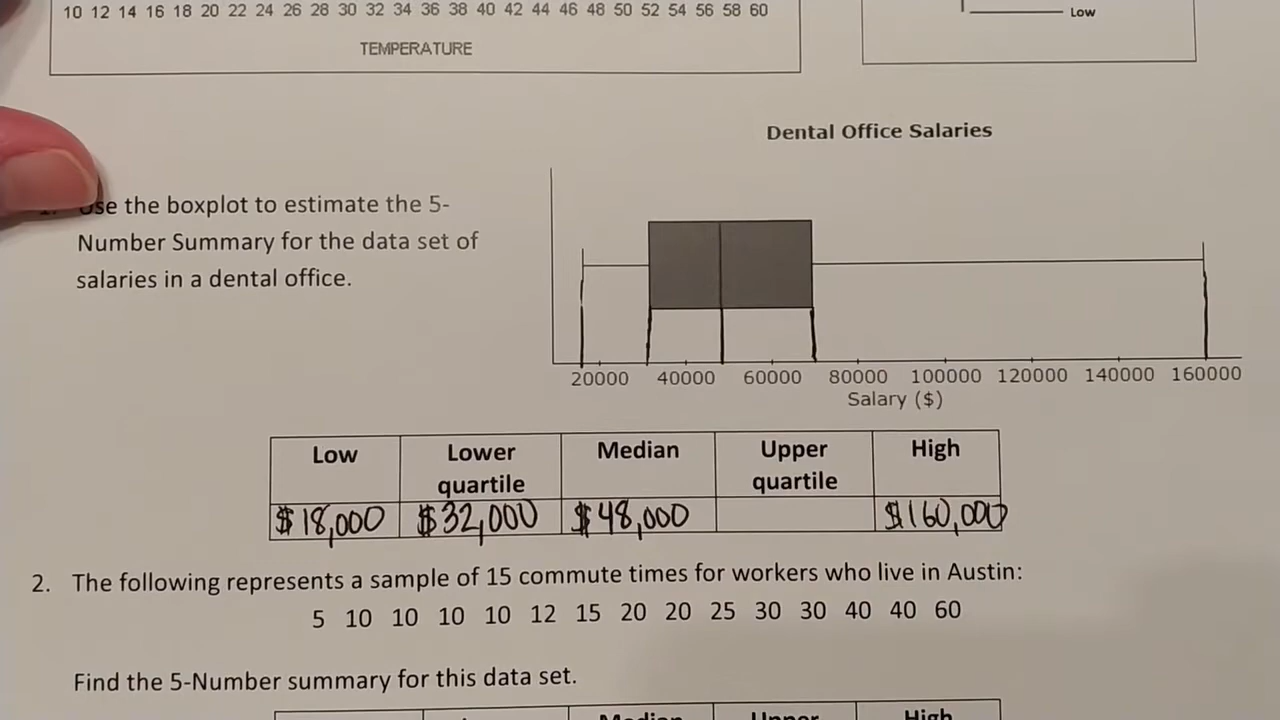 10 12 14 16 18 20 22 24 26 28 30 32 34 36 38 40 42 44 46 48 50 52 54 56 58 60
TEMPERATURE
Low
Dental Office Salaries
1. Use the boxplot to estimate the 5-
Number Summary for the data set of
salaries in a dental office.
20000 40000 60000 80000 100000 120000 140000 160000
Salary ($)
Low Lower quartile Median Upper quartile High
$18,000 $32,000 $48,000 $160,000
2. The following represents a sample of 15 commute times for workers who live in Austin:
5 10 10 10 10 12 15 20 20 25 30 30 40 40 60
Find the 5-Number summary for this data set.
Median Upper High